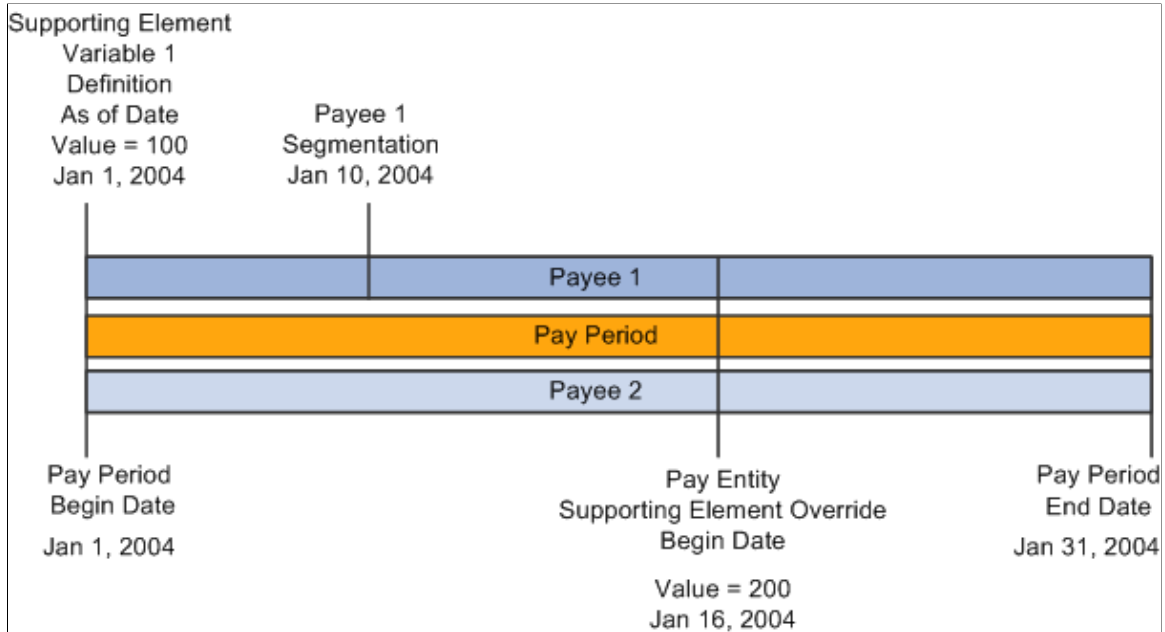 Supporting Element
Variable 1
Definition
As of Date
Value = 100
Jan 1, 2004
Payee 1
Segmentation
Jan 10, 2004
Payee 1
Pay Period
Payee 2
Pay Period
Begin Date
Jan 1, 2004
Pay Entity
Supporting Element Override
Begin Date
Value = 200
Jan 16, 2004
Pay Period
End Date
Jan 31, 2004